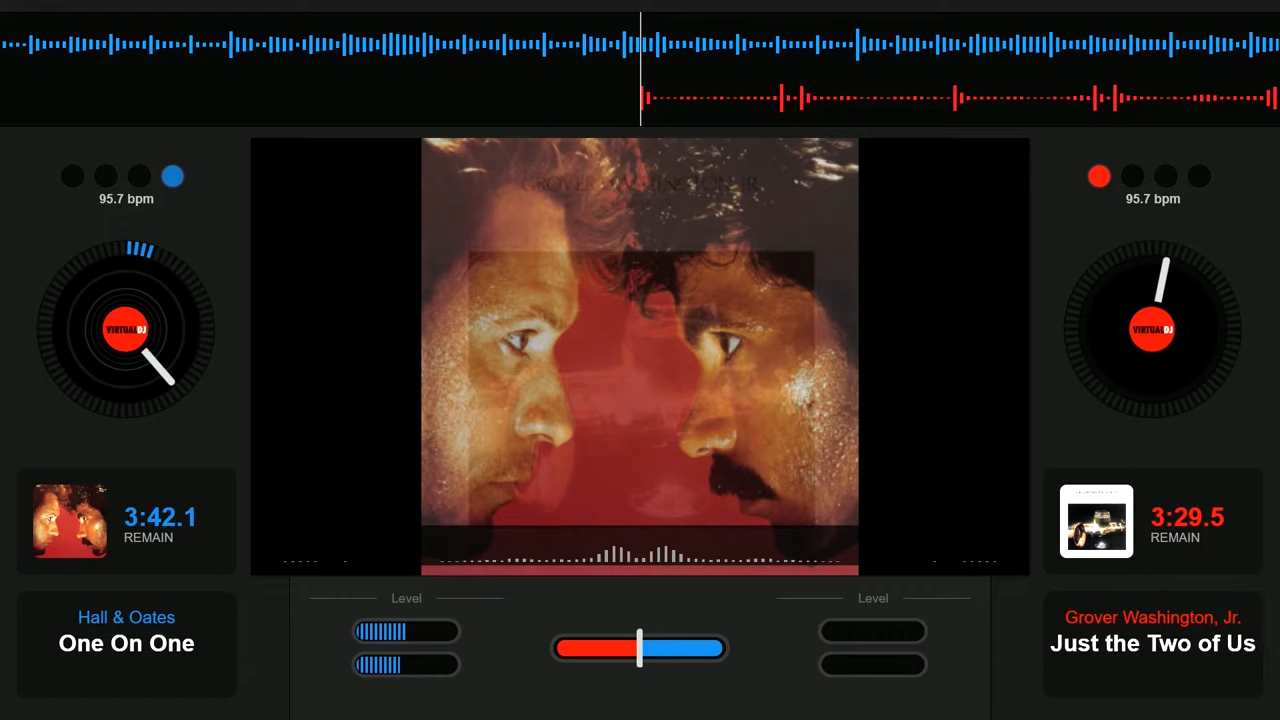 95.7 bpm
95.7 bpm
GROVER WASHINGTON, JR.
VIRTUALDJ
VIRTUALDJ
3:42.1
REMAIN
3:29.5
REMAIN
Hall & Oates
One On One
Level
Level
Grover Washington, Jr.
Just the Two of Us